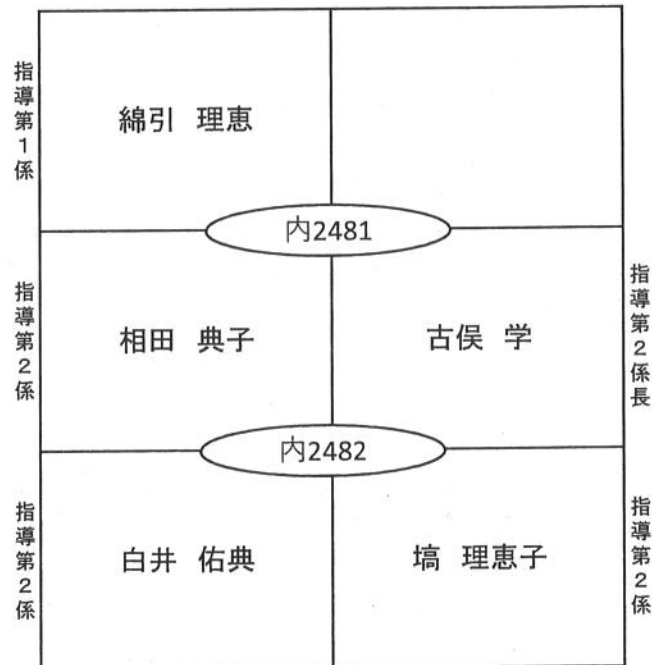 指導第1係
綿引 理恵
内2481
指導第2係
相田 典子
古俣 学
指導第2係長
内2482
指導第2係
白井 佑典
塙 理恵子
指導第2係